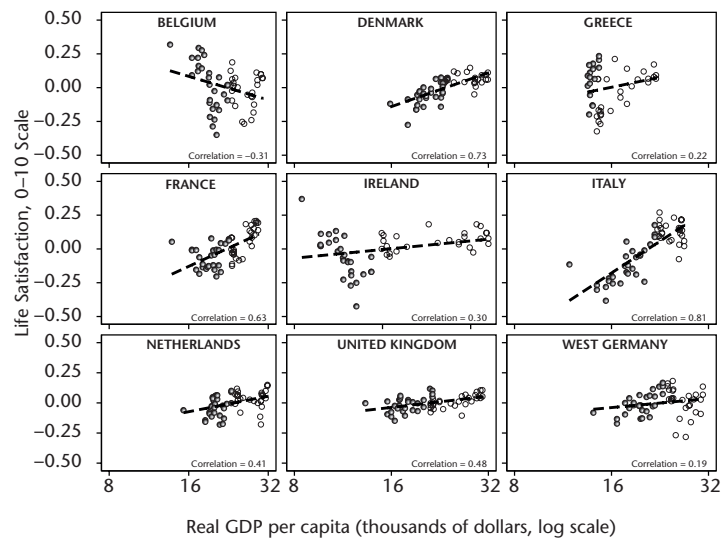 Life Satisfaction, 0–10 Scale
BELGIUM DENMARK GREECE
0.50
0.25
0.00
−0.25
−0.50
Correlation = −0.31 Correlation = 0.73 Correlation = 0.22
FRANCE IRELAND ITALY
0.50
0.25
0.00
−0.25
−0.50
Correlation = 0.63 Correlation = 0.30 Correlation = 0.81
NETHERLANDS UNITED KINGDOM WEST GERMANY
0.50
0.25
0.00
−0.25
−0.50
Correlation = 0.41 Correlation = 0.48 Correlation = 0.19
8 16 32 8 16 32 8 16 32
Real GDP per capita (thousands of dollars, log scale)